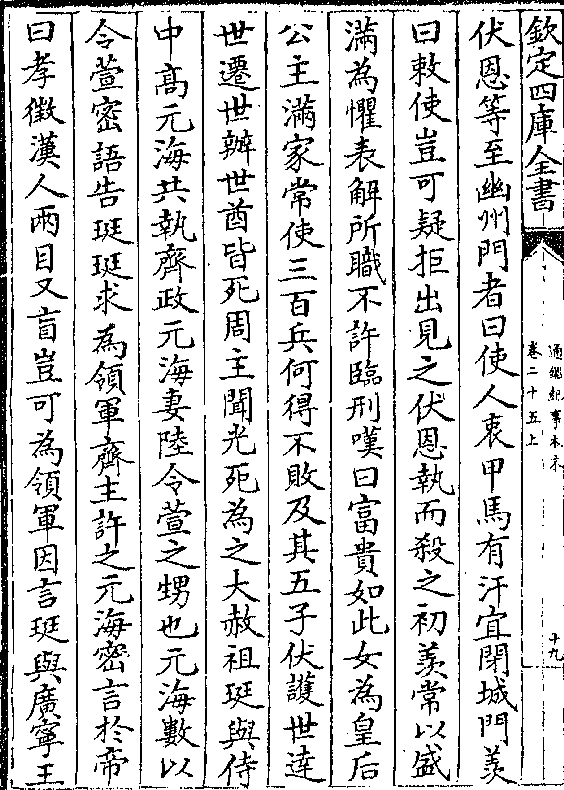 欽定四庫全書
通鑑紀事本末
卷二十五上
十九
伏恩等至幽州門者曰使人衷甲馬有汗宜閉城門羡
曰敕使豈可疑拒出見之伏恩執而殺之初羡常以盛
滿為懼表解所職不許臨刑嘆曰富貴如此女為皇后
公主滿家常使三百兵何得不敗及其五子伏護世逹
世遷世辦世酋皆死周主聞光死為之大赦祖珽與侍
中高元海共執齊政元海妻陸令萱之甥也元海數以
令萱密語告珽珽求為領軍齊主許之元海密言於帝
曰孝徵漢人兩目又盲豈可為領軍因言珽與廣寧王